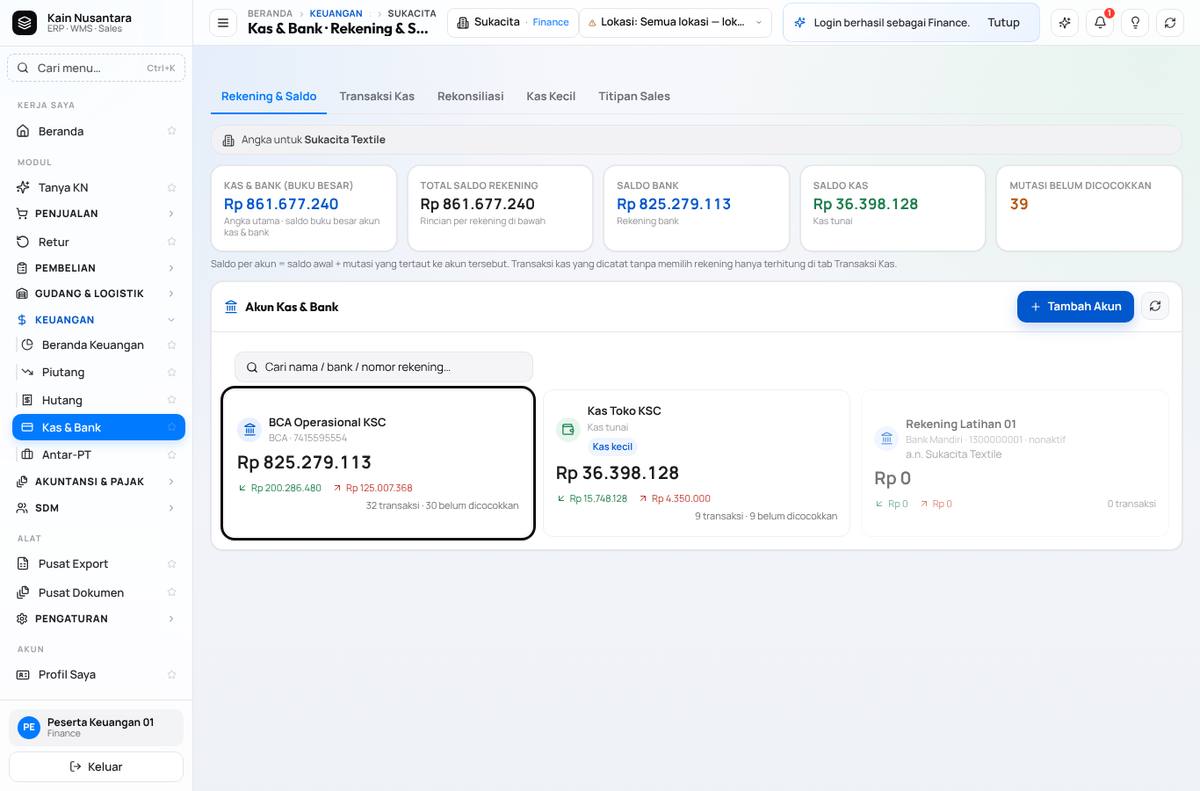 Kain Nusantara
ERP · WMS · Sales
Cari menu...
Ctrl+K
KERJA SAYA
Beranda
MODUL
Tanya KN
PENJUALAN
Retur
PEMBELIAN
GUDANG & LOGISTIK
KEUANGAN
Beranda Keuangan
Piutang
Hutang
Kas & Bank
Antar-PT
AKUNTANSI & PAJAK
SDM
ALAT
Pusat Export
Pusat Dokumen
PENGATURAN
AKUN
Profil Saya
PE
Peserta Keuangan 01
Finance
Keluar
BERANDA › KEUANGAN › SUKACITA
Kas & Bank · Rekening & S...
Sukacita · Finance
Lokasi: Semua lokasi — lok...
Login berhasil sebagai Finance.
Tutup
1
Rekening & Saldo
Transaksi Kas
Rekonsiliasi
Kas Kecil
Titipan Sales
Angka untuk Sukacita Textile
KAS & BANK (BUKU BESAR)
Rp 861.677.240
Angka utama · saldo buku besar akun
kas & bank
TOTAL SALDO REKENING
Rp 861.677.240
Rincian per rekening di bawah
SALDO BANK
Rp 825.279.113
Rekening bank
SALDO KAS
Rp 36.398.128
Kas tunai
MUTASI BELUM DICOCOKKAN
39
Saldo per akun = saldo awal + mutasi yang tertaut ke akun tersebut. Transaksi kas yang dicatat tanpa memilih rekening hanya terhitung di tab Transaksi Kas.
Akun Kas & Bank
Tambah Akun
Cari nama / bank / nomor rekening...
BCA Operasional KSC
BCA · 7415595554
Rp 825.279.113
Rp 200.286.480
Rp 125.007.368
32 transaksi · 30 belum dicocokkan
Kas Toko KSC
Kas tunai
Kas kecil
Rp 36.398.128
Rp 15.748.128
Rp 4.350.000
9 transaksi · 9 belum dicocokkan
Rekening Latihan 01
Bank Mandiri · 1300000001 · nonaktif
a.n. Sukacita Textile
Rp 0
Rp 0
Rp 0
0 transaksi